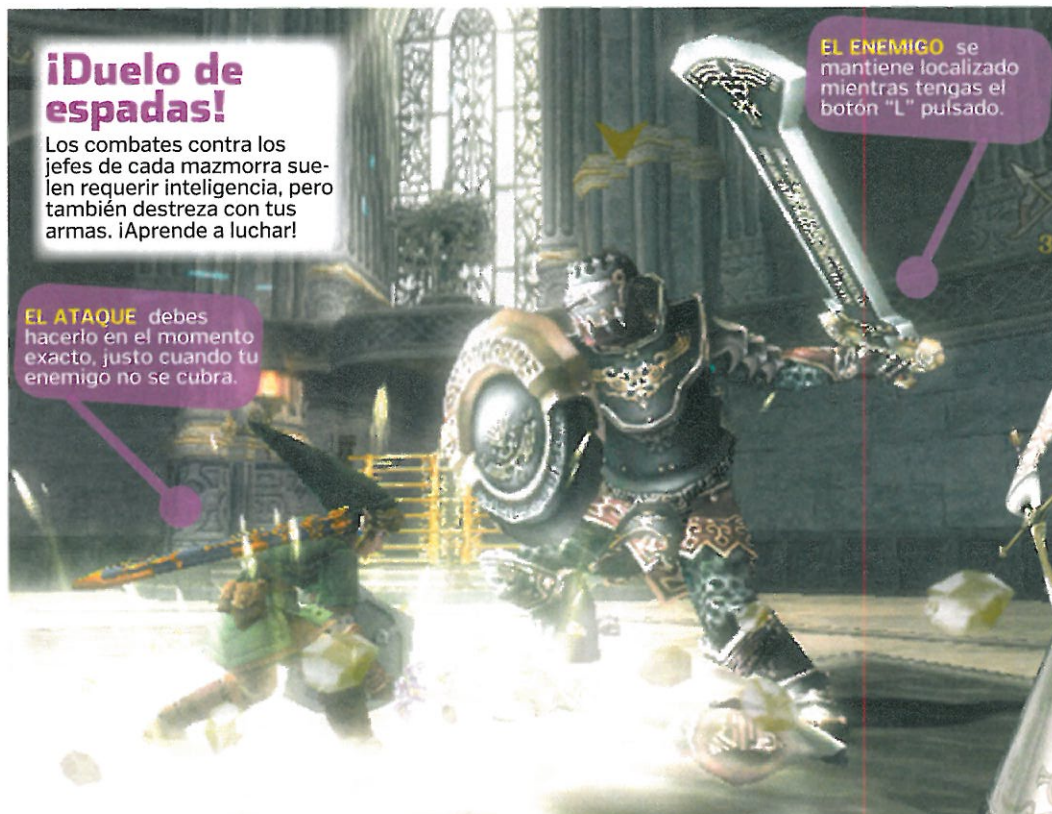 ¡Duelo de
espadas!
Los combates contra los
jefes de cada mazmorra sue-
len requerir inteligencia, pero
también destreza con tus
armas. ¡Aprende a luchar!
EL ENEMIGO se
mantiene localizado
mientras tengas el
botón "L" pulsado.
EL ATAQUE debes
hacerlo en el momento
exacto, justo cuando tu
enemigo no se cubra.
3